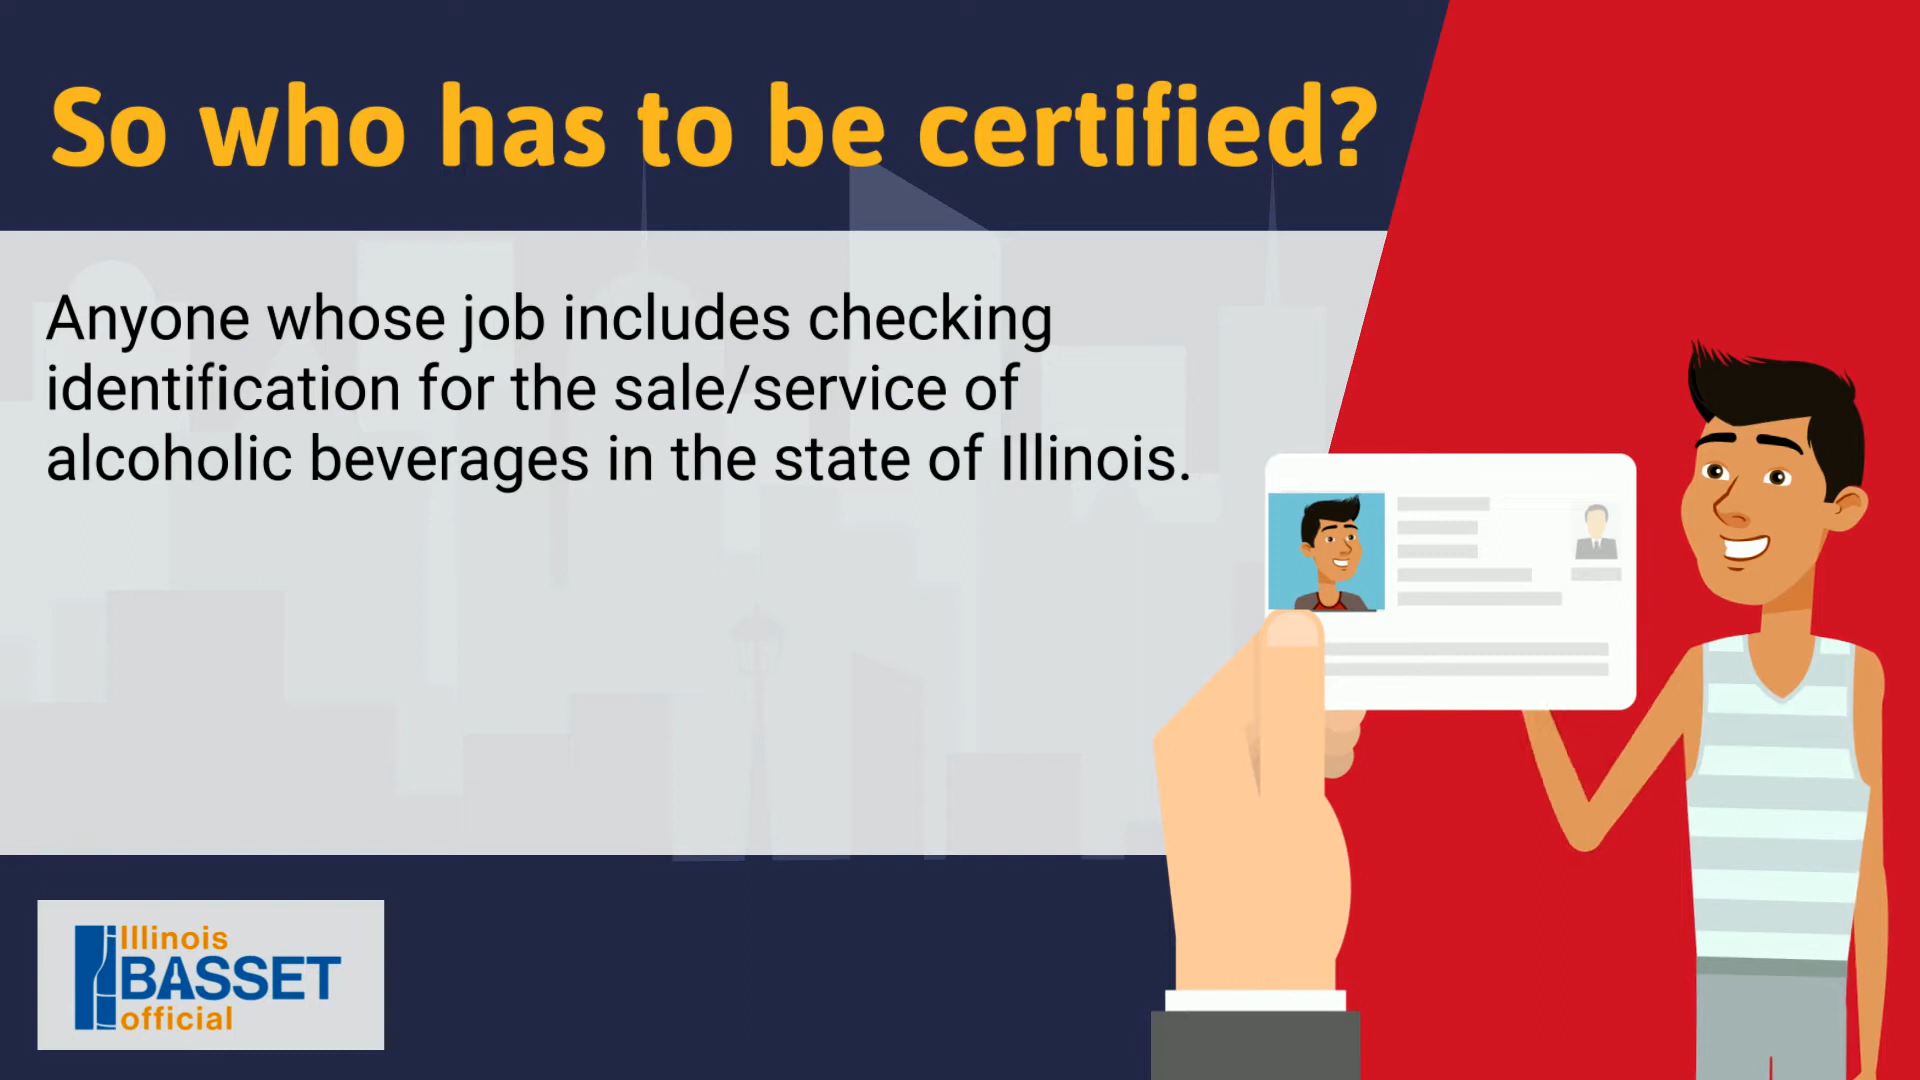 So who has to be certified?
Anyone whose job includes checking
identification for the sale/service of
alcoholic beverages in the state of Illinois.
Illinois
BASSET
official